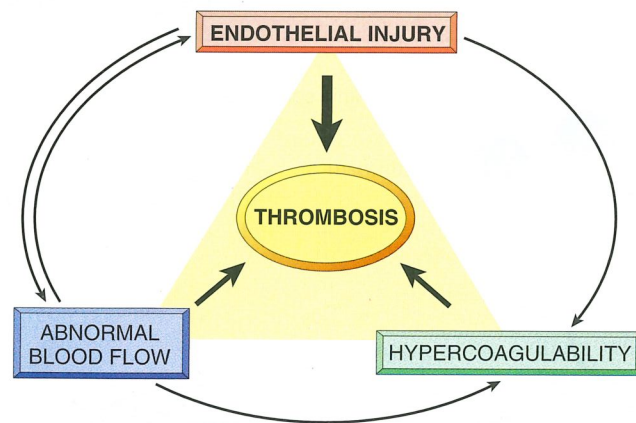 ENDOTHELIAL INJURY
THROMBOSIS
ABNORMAL
BLOOD FLOW
HYPERCOAGULABILITY